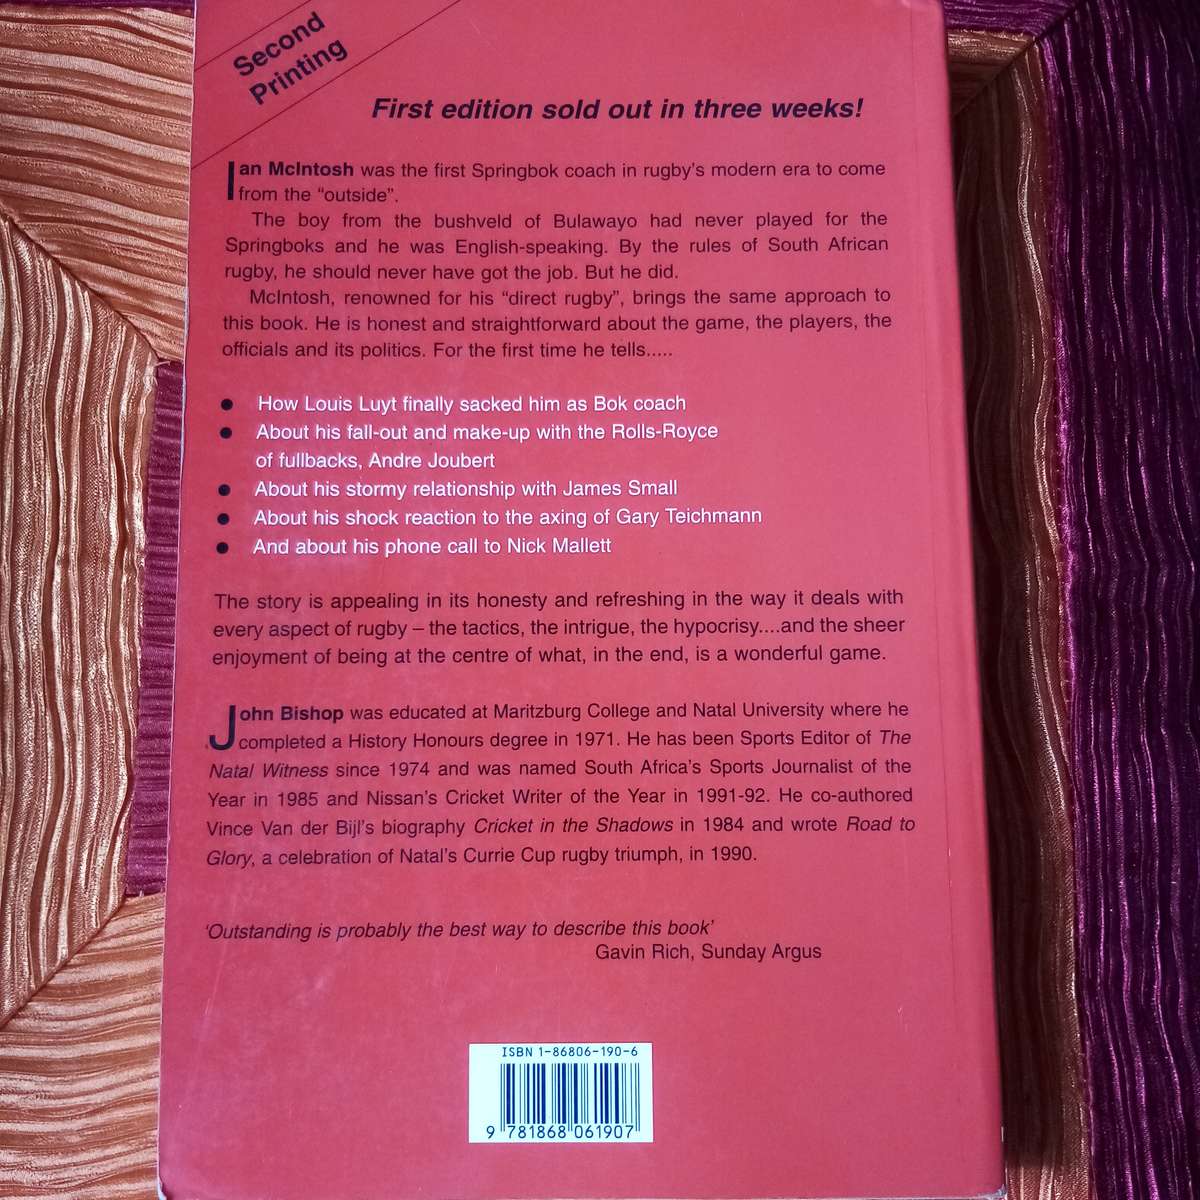 Second
Printing
First edition sold out in three weeks!
Ian McIntosh was the first Springbok coach in rugby's modern era to come
from the “outside”.
The boy from the bushveld of Bulawayo had never played for the
Springboks and he was English-speaking. By the rules of South African
rugby, he should never have got the job. But he did.
McIntosh, renowned for his “direct rugby”, brings the same approach to
this book. He is honest and straightforward about the game, the players, the
officials and its politics. For the first time he tells.....
● How Louis Luyt finally sacked him as Bok coach
● About his fall-out and make-up with the Rolls-Royce
of fullbacks, Andre Joubert
● About his stormy relationship with James Small
● About his shock reaction to the axing of Gary Teichmann
● And about his phone call to Nick Mallett
The story is appealing in its honesty and refreshing in the way it deals with
every aspect of rugby – the tactics, the intrigue, the hypocrisy....and the sheer
enjoyment of being at the centre of what, in the end, is a wonderful game.
John Bishop was educated at Maritzburg College and Natal University where he
completed a History Honours degree in 1971. He has been Sports Editor of The
Natal Witness since 1974 and was named South Africa's Sports Journalist of the
Year in 1985 and Nissan's Cricket Writer of the Year in 1991-92. He co-authored
Vince Van der Bijl's biography Cricket in the Shadows in 1984 and wrote Road to
Glory, a celebration of Natal's Currie Cup rugby triumph, in 1990.
‘Outstanding is probably the best way to describe this book’
Gavin Rich, Sunday Argus
ISBN 1-86806-190-6
9 781868 061907